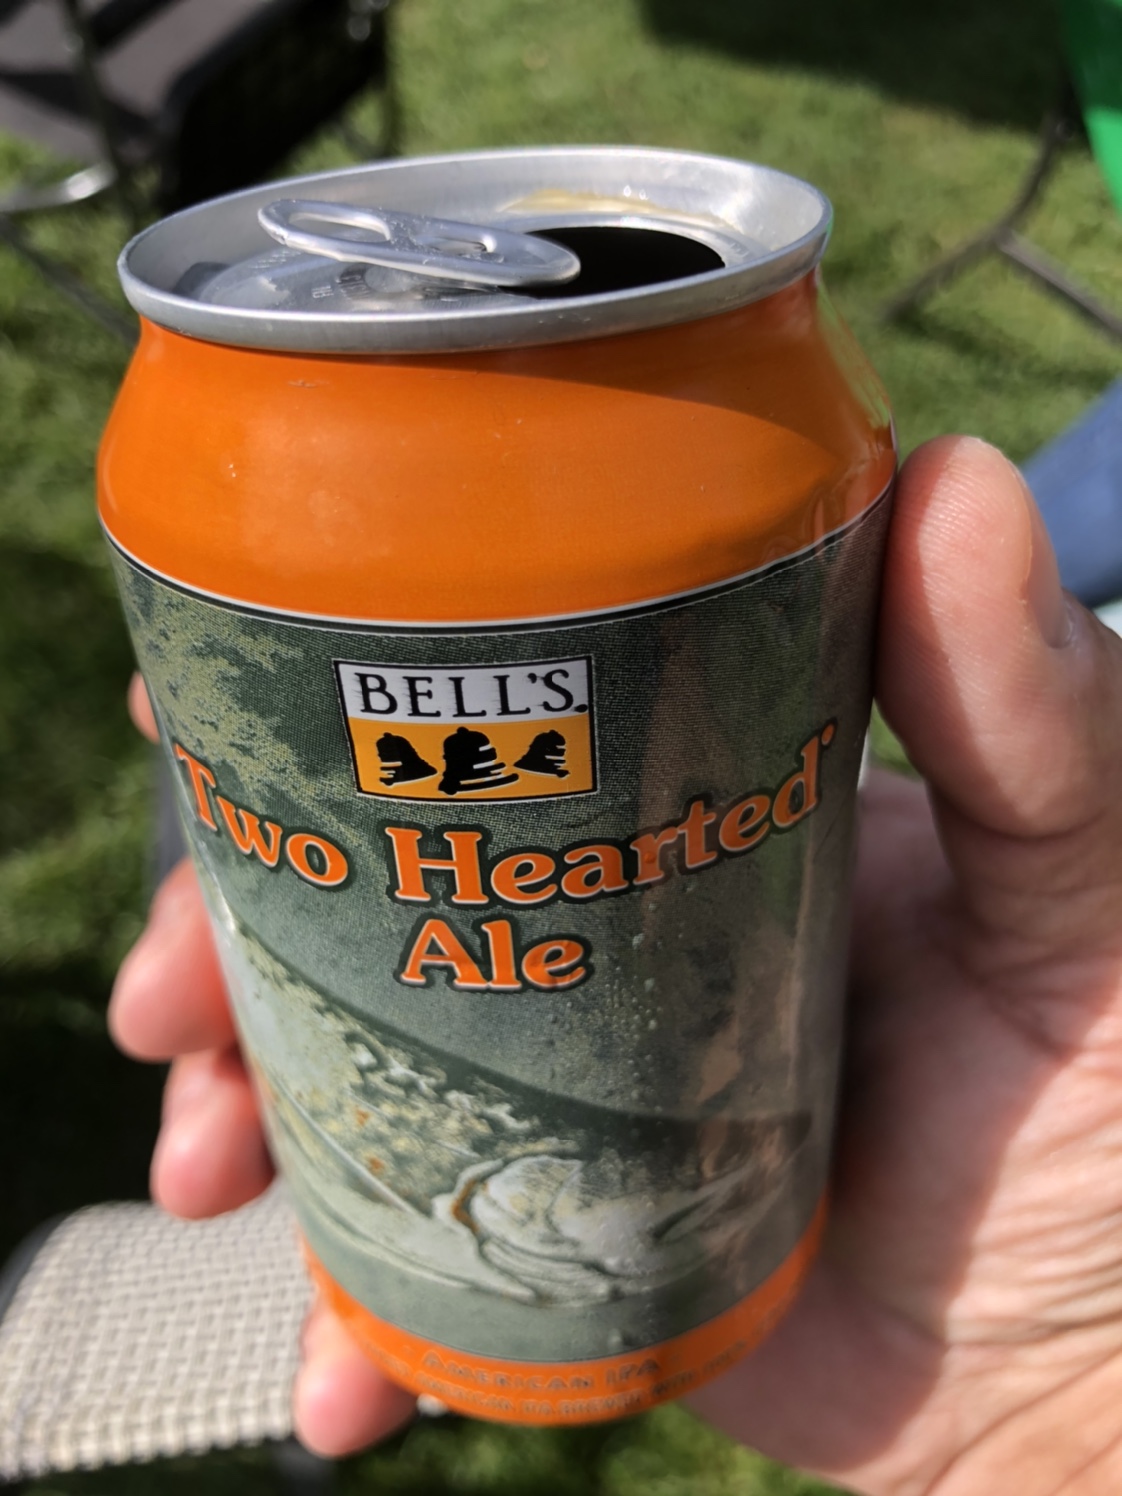 BELL'S
Two Hearted
Ale
AMERICAN IPA